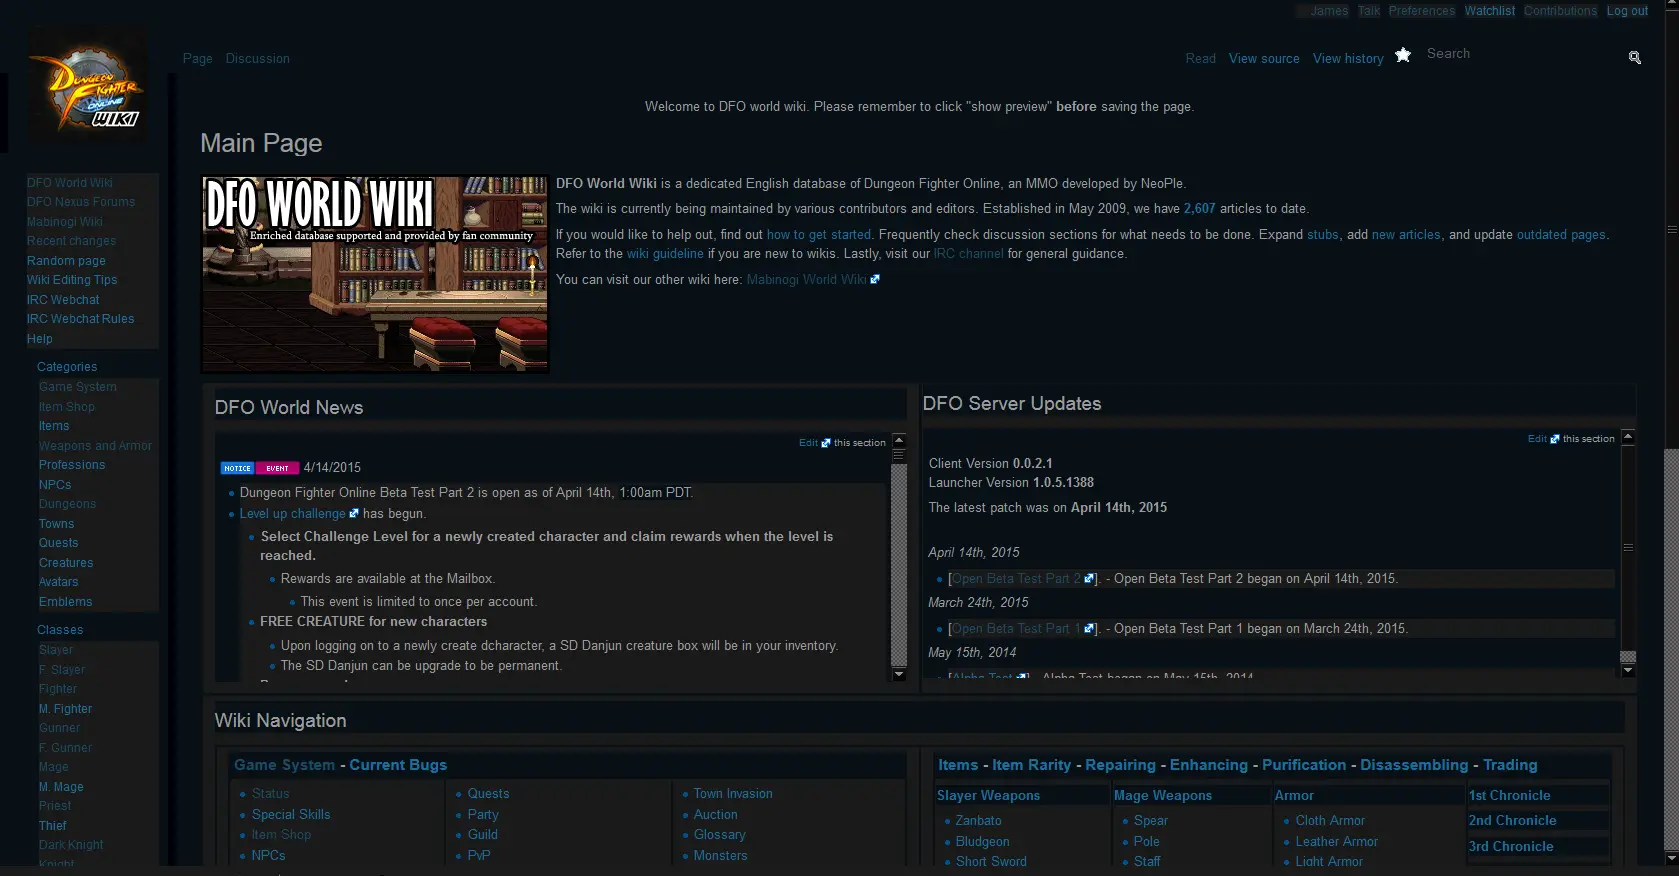 James Talk Preferences Watchlist Contributions Log out
DUNGEON FIGHTER ONLINE WIKI
Page Discussion
Read View source View history Search
Welcome to DFO world wiki. Please remember to click "show preview" before saving the page.
Main Page
DFO World Wiki
DFO Nexus Forums
Mabinogi Wiki
Recent changes
Random page
Wiki Editing Tips
IRC Webchat
IRC Webchat Rules
Help
Categories
Game System
Item Shop
Items
Weapons and Armor
Professions
NPCs
Dungeons
Towns
Quests
Creatures
Avatars
Emblems
Classes
Slayer
F. Slayer
Fighter
M. Fighter
Gunner
F. Gunner
Mage
M. Mage
Priest
Thief
Dark Knight
Knight
DFO WORLD WIKI
Enriched database supported and provided by fan community
DFO World Wiki is a dedicated English database of Dungeon Fighter Online, an MMO developed by NeoPle.
The wiki is currently being maintained by various contributors and editors. Established in May 2009, we have 2,607 articles to date.
If you would like to help out, find out how to get started. Frequently check discussion sections for what needs to be done. Expand stubs, add new articles, and update outdated pages.
Refer to the wiki guideline if you are new to wikis. Lastly, visit our IRC channel for general guidance.
You can visit our other wiki here: Mabinogi World Wiki
DFO World News
Edit this section
NOTICE EVENT 4/14/2015
Dungeon Fighter Online Beta Test Part 2 is open as of April 14th, 1:00am PDT.
Level up challenge has begun.
Select Challenge Level for a newly created character and claim rewards when the level is
reached.
Rewards are available at the Mailbox.
This event is limited to once per account.
FREE CREATURE for new characters
Upon logging on to a newly create dcharacter, a SD Danjun creature box will be in your inventory.
The SD Danjun can be upgrade to be permanent.
DFO Server Updates
Edit this section
Client Version 0.0.2.1
Launcher Version 1.0.5.1388
The latest patch was on April 14th, 2015
April 14th, 2015
[Open Beta Test Part 2 ]. - Open Beta Test Part 2 began on April 14th, 2015.
March 24th, 2015
[Open Beta Test Part 1 ]. - Open Beta Test Part 1 began on March 24th, 2015.
May 15th, 2014
[Alpha Test ]. - Alpha Test began on May 15th, 2014.
Wiki Navigation
Game System - Current Bugs
Status
Special Skills
Item Shop
NPCs
Quests
Party
Guild
PvP
Town Invasion
Auction
Glossary
Monsters
Items - Item Rarity - Repairing - Enhancing - Purification - Disassembling - Trading
Slayer Weapons
Zanbato
Bludgeon
Short Sword
Mage Weapons
Spear
Pole
Staff
Armor
Cloth Armor
Leather Armor
Light Armor
1st Chronicle
2nd Chronicle
3rd Chronicle